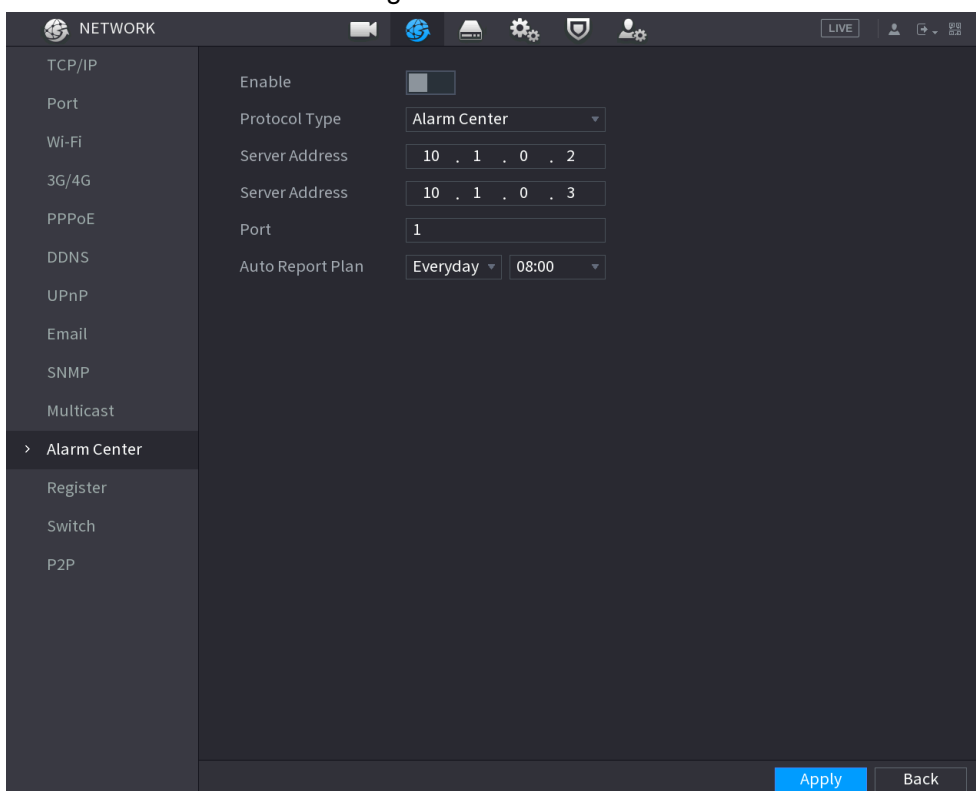 NETWORK
LIVE
TCP/IP
Port
Wi-Fi
3G/4G
PPPoE
DDNS
UPnP
Email
SNMP
Multicast
> Alarm Center
Register
Switch
P2P
Enable
Protocol Type Alarm Center
Server Address 10 . 1 . 0 . 2
Server Address 10 . 1 . 0 . 3
Port 1
Auto Report Plan Everyday 08:00
Apply Back